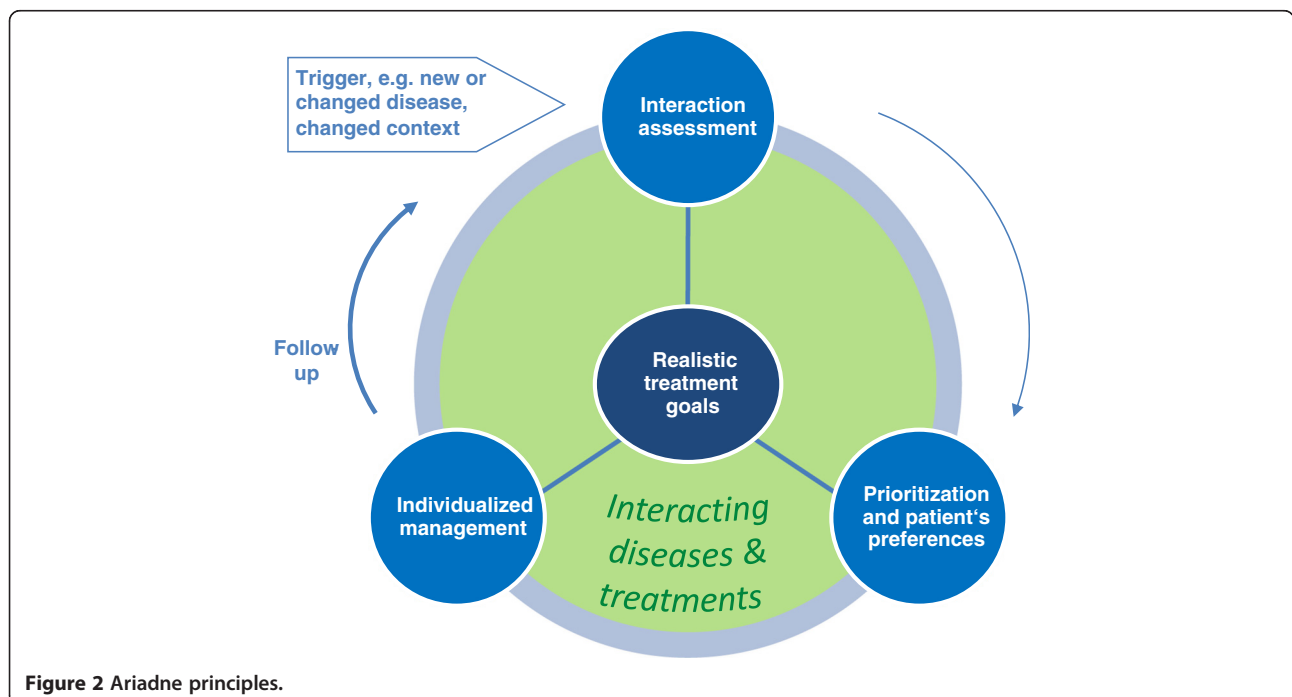 Trigger, e.g. new or
changed disease,
changed context
Interaction
assessment
Follow
up
Realistic
treatment
goals
Individualized
management
Prioritization
and patient‘s
preferences
Interacting
diseases &
treatments
Figure 2 Ariadne principles.